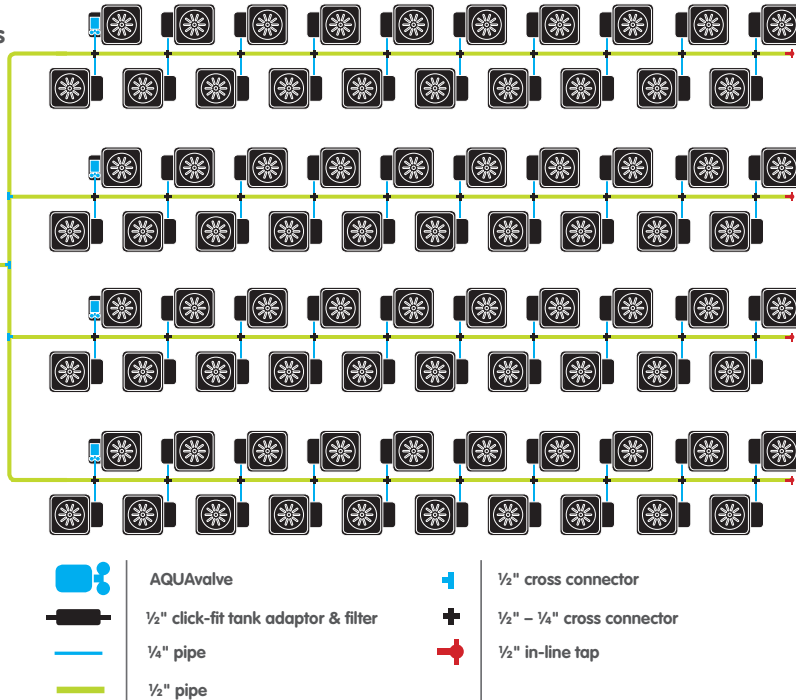 s
AQUAvalve
½" click-fit tank adaptor & filter
¼" pipe
½" pipe
½" cross connector
½" – ¼" cross connector
½" in-line tap